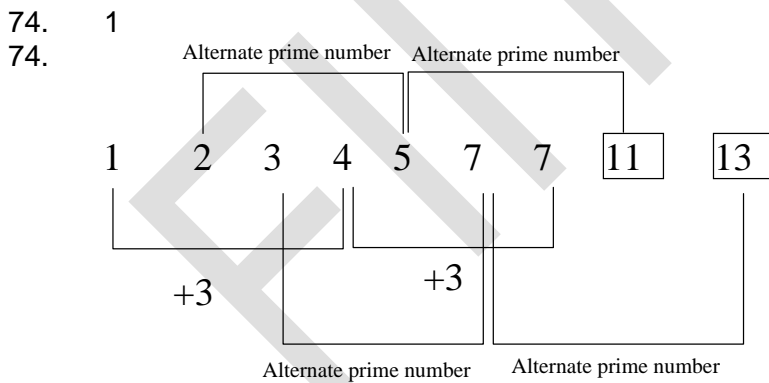 74. 1
74.
Alternate prime number Alternate prime number
1 2 3 4 5 7 7 11 13
+3 +3
Alternate prime number Alternate prime number